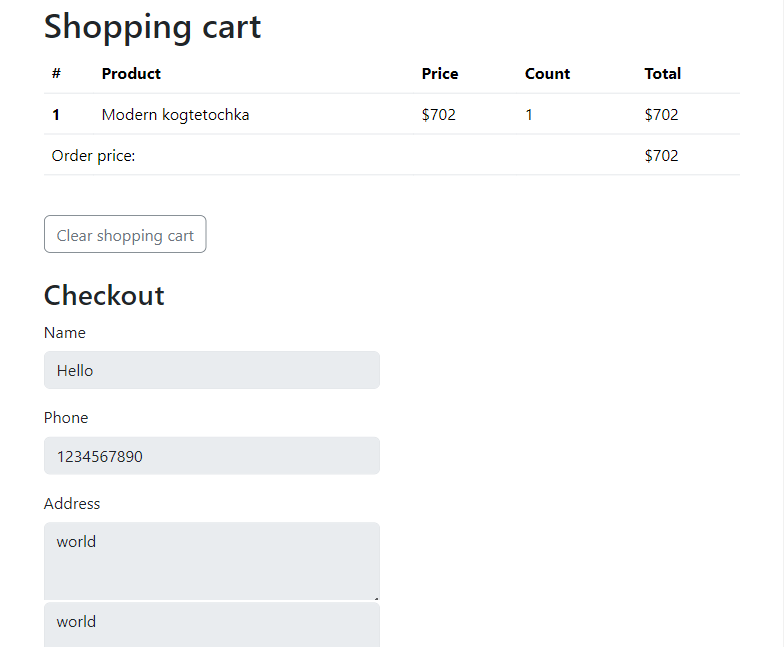 Shopping cart
# Product Price Count Total
1 Modern kogtetochka $702 1 $702
Order price: $702
Clear shopping cart
Checkout
Name
Hello
Phone
1234567890
Address
world
world